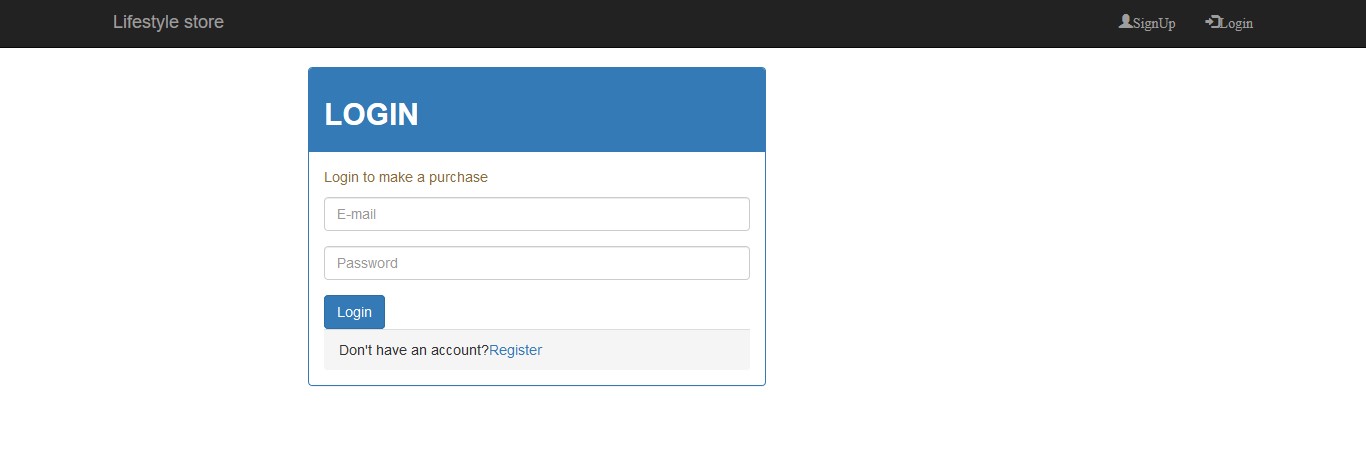 Lifestyle store SignUp Login
LOGIN
Login to make a purchase
E-mail
Password
Login
Don't have an account?Register